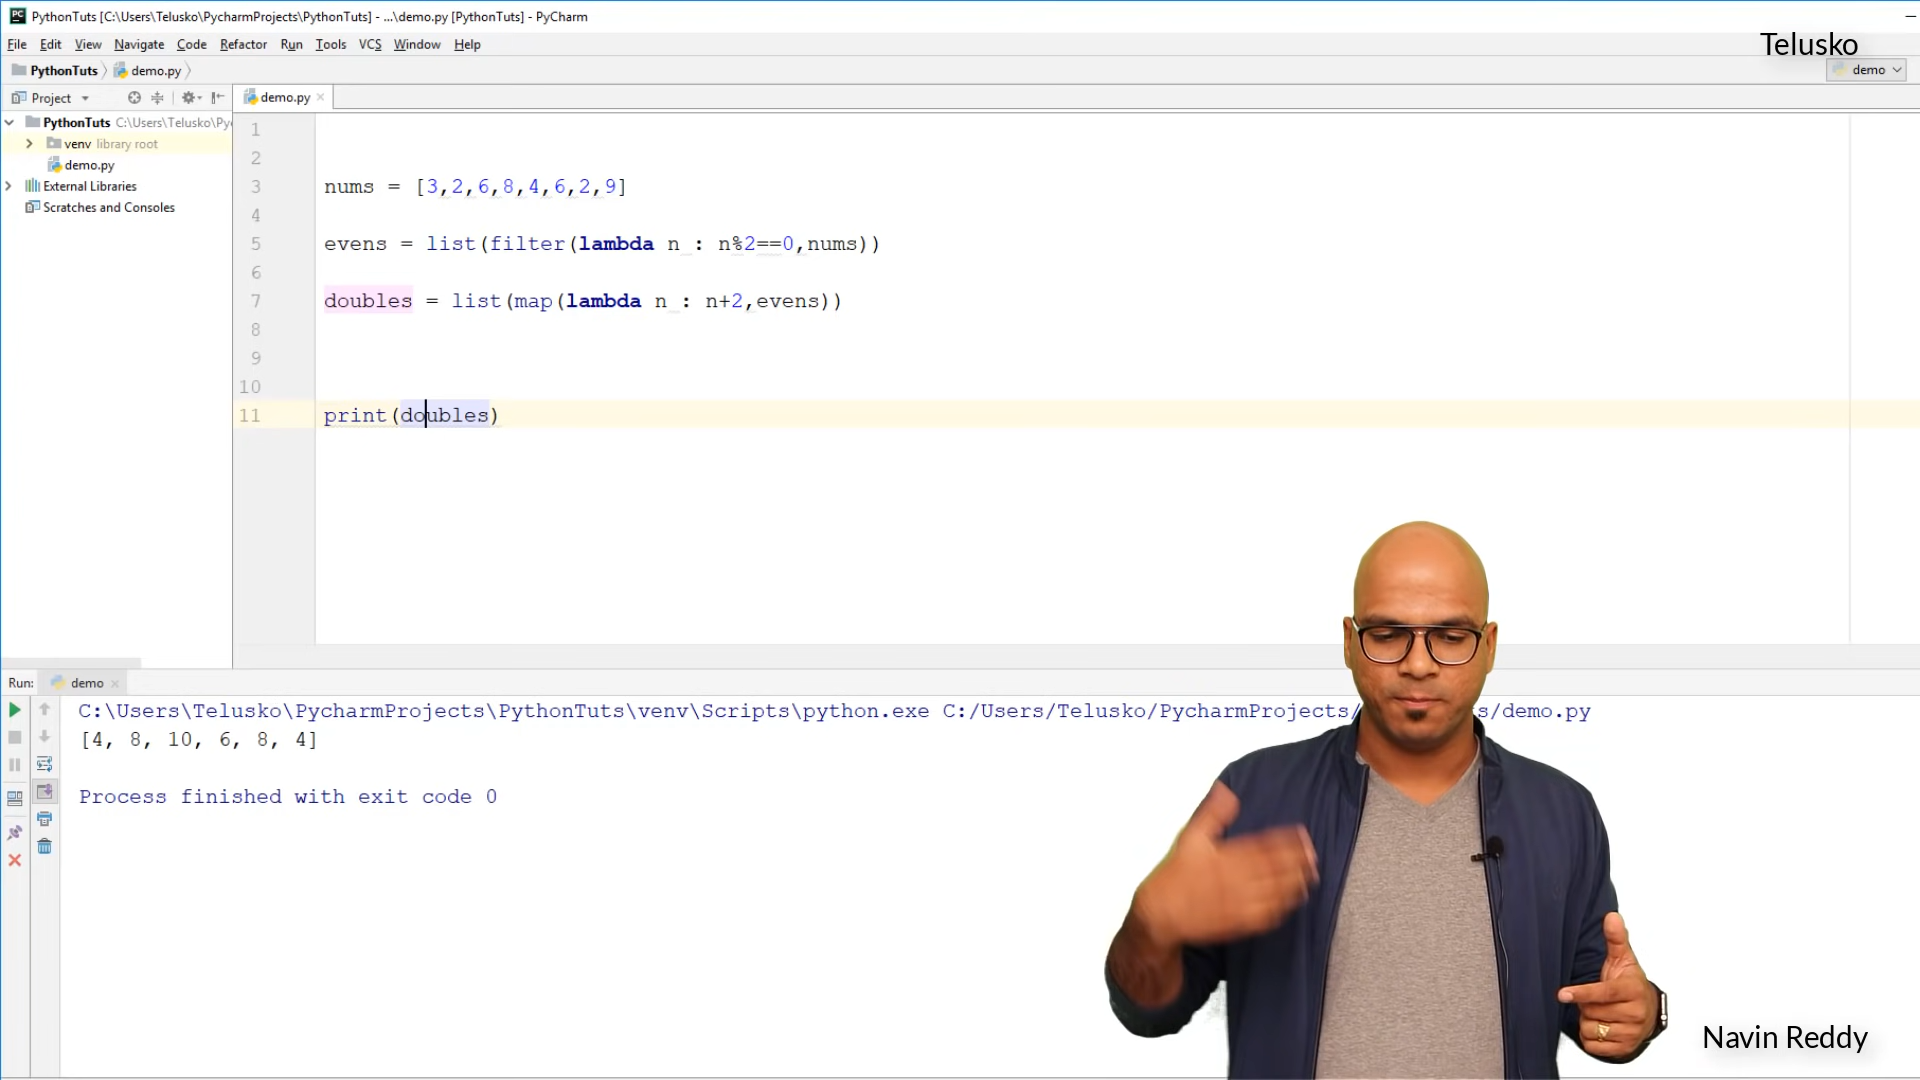 PythonTuts [C:\Users\Telusko\PycharmProjects\PythonTuts] - ...\demo.py [PythonTuts] - PyCharm
File Edit View Navigate Code Refactor Run Tools VCS Window Help
Telusko
PythonTuts demo.py
demo
Project
demo.py
PythonTuts C:\Users\Telusko\Py
venv library root
demo.py
External Libraries
Scratches and Consoles
1
2
3 nums = [3,2,6,8,4,6,2,9]
4
5 evens = list(filter(lambda n : n%2==0,nums))
6
7 doubles = list(map(lambda n : n+2,evens))
8
9
10
11 print(doubles)
Run: demo
C:\Users\Telusko\PycharmProjects\PythonTuts\venv\Scripts\python.exe C:/Users/Telusko/PycharmProjects/ s/demo.py
[4, 8, 10, 6, 8, 4]
Process finished with exit code 0
Navin Reddy